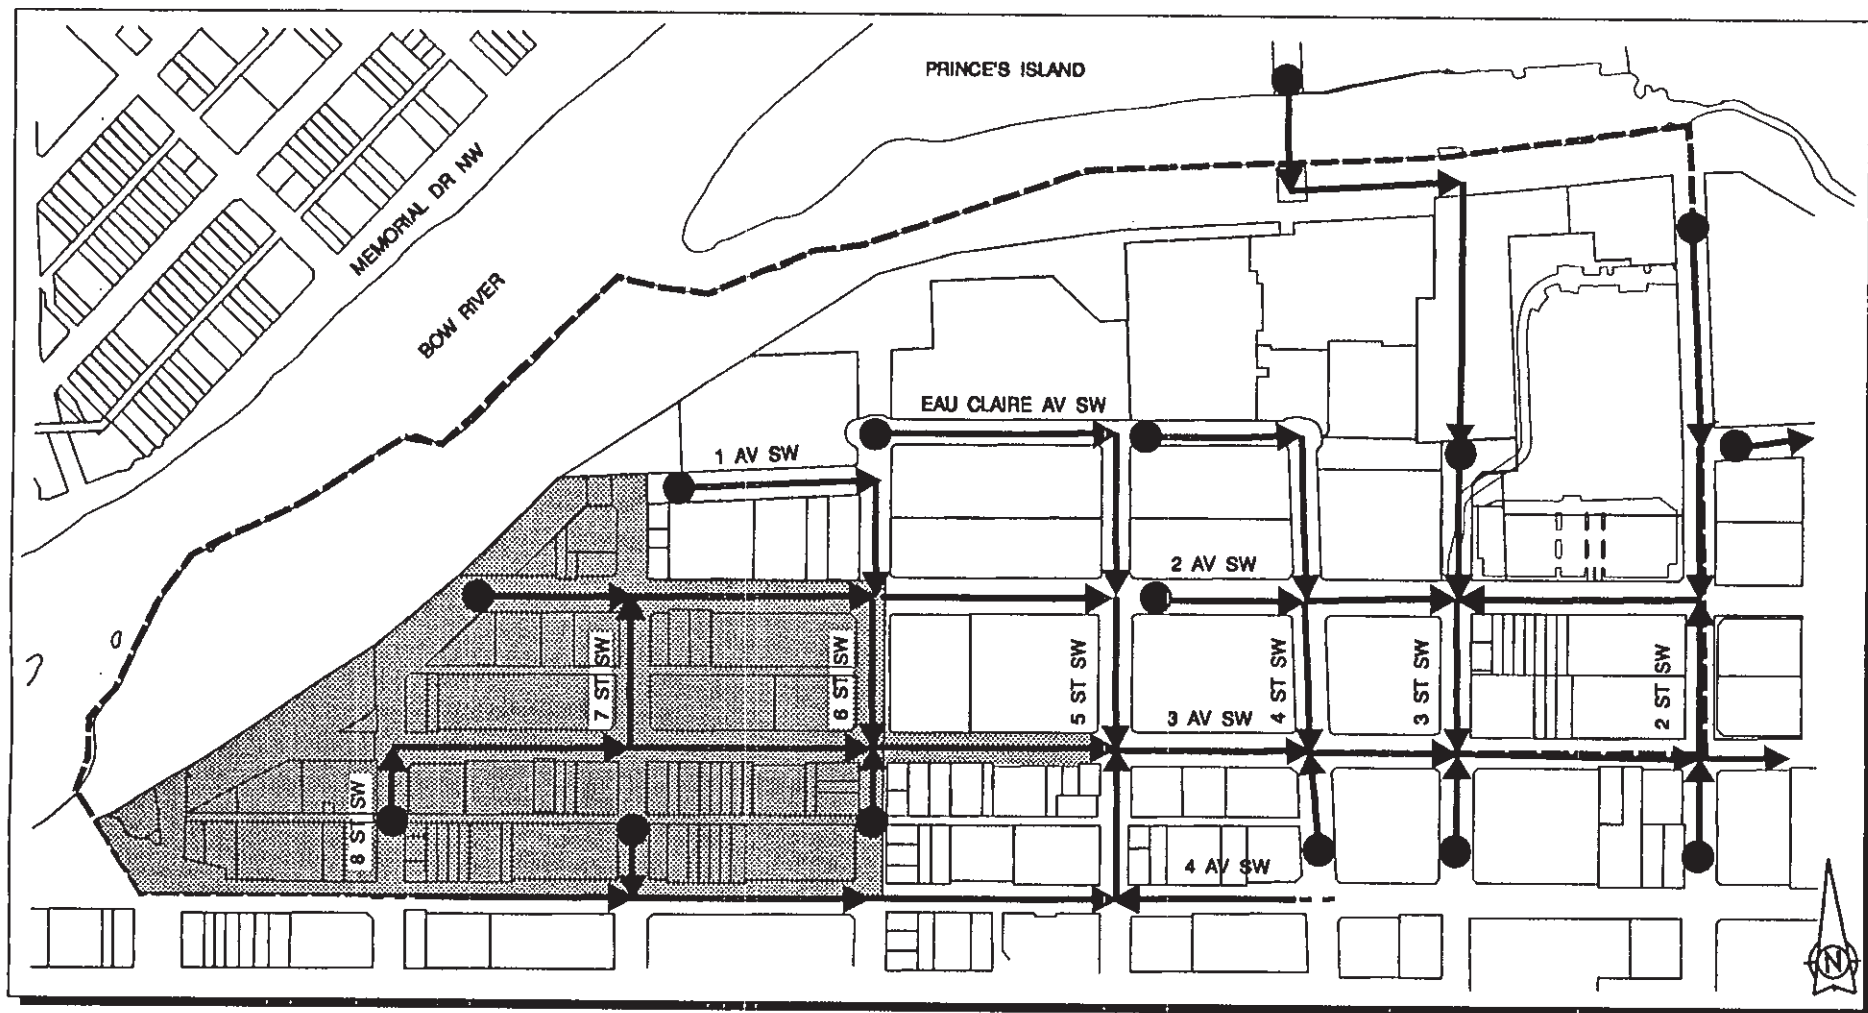 PRINCE'S ISLAND
MEMORIAL DR NW
BOW RIVER
EAU CLAIRE AV SW
1 AV SW
2 AV SW
7 ST SW
6 ST SW
5 ST SW
4 ST SW
3 ST SW
2 ST SW
3 AV SW
8 ST SW
4 AV SW
N